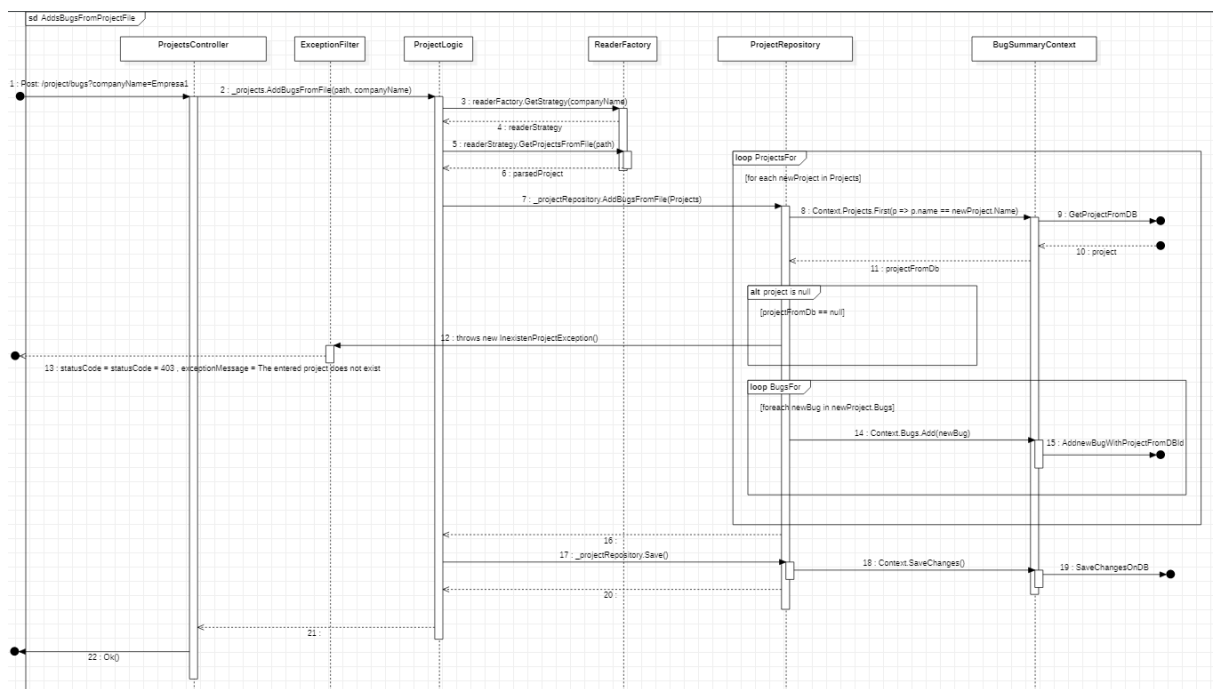 sd AddsBugsFromProjectFile
ProjectsController
ExceptionFilter
ProjectLogic
ReaderFactory
ProjectRepository
BugSummaryContext
1 : Post: /project/bugs?companyName=Empresa1
2 : _projects.AddBugsFromFile(path, companyName)
3 : readerFactory.GetStrategy(companyName)
4 : readerStrategy
5 : readerStrategy.GetProjectsFromFile(path)
6 : parsedProject
loop ProjectsFor
[for each newProject in Projects]
7 : _projectRepository.AddBugsFromFile(Projects)
8 : Context.Projects.First(p => p.name == newProject.Name)
9 : GetProjectFromDB
10 : project
11 : projectFromDb
alt project is null
[projectFromDb == null]
12 : throws new InexistenProjectException()
13 : statusCode = statusCode = 403 , exceptionMessage = The entered project does not exist
loop BugsFor
[foreach newBug in newProject.Bugs]
14 : Context.Bugs.Add(newBug)
15 : AddnewBugWithProjectFromDBId
16 :
17 : _projectRepository.Save()
18 : Context.SaveChanges()
19 : SaveChangesOnDB
20 :
21 :
22 : Ok()